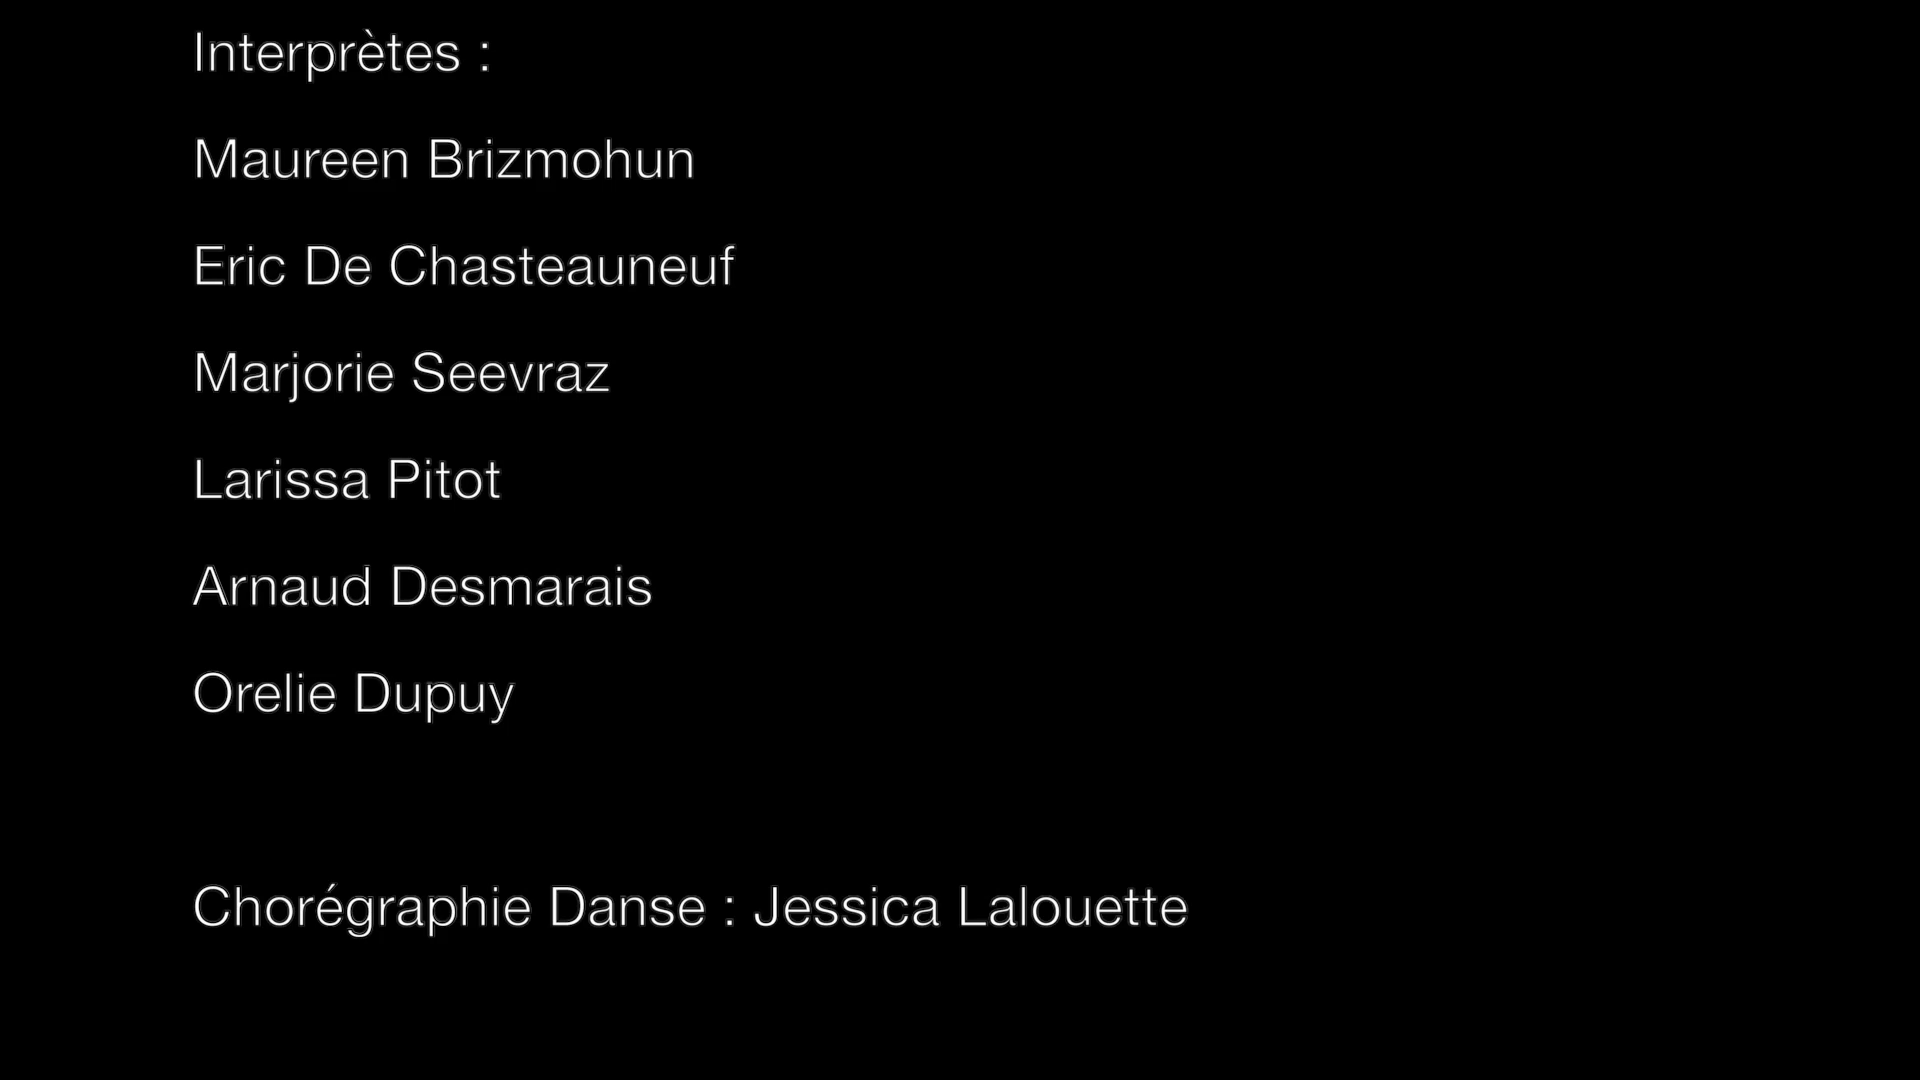 Interprètes :
Maureen Brizmohun
Eric De Chasteauneuf
Marjorie Seevraz
Larissa Pitot
Arnaud Desmarais
Orelie Dupuy
Chorégraphie Danse : Jessica Lalouette